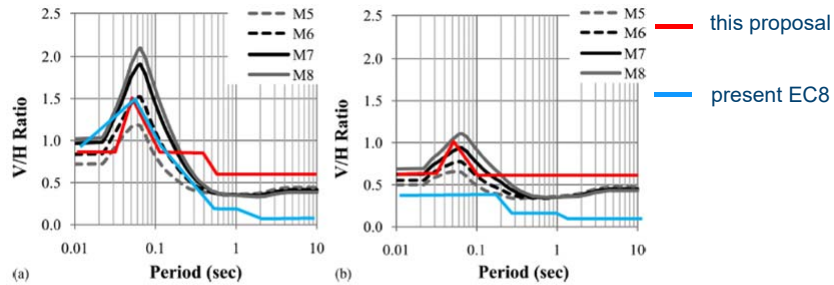 2.5
2.0
1.5
1.0
0.5
0.0
V/H Ratio
0.01
0.1
1
10
Period (sec)
(a)
M5
M6
M7
M8
2.5
2.0
1.5
1.0
0.5
0.0
V/H Ratio
0.01
0.1
1
10
Period (sec)
(b)
M5
M6
M7
M8
this proposal
present EC8